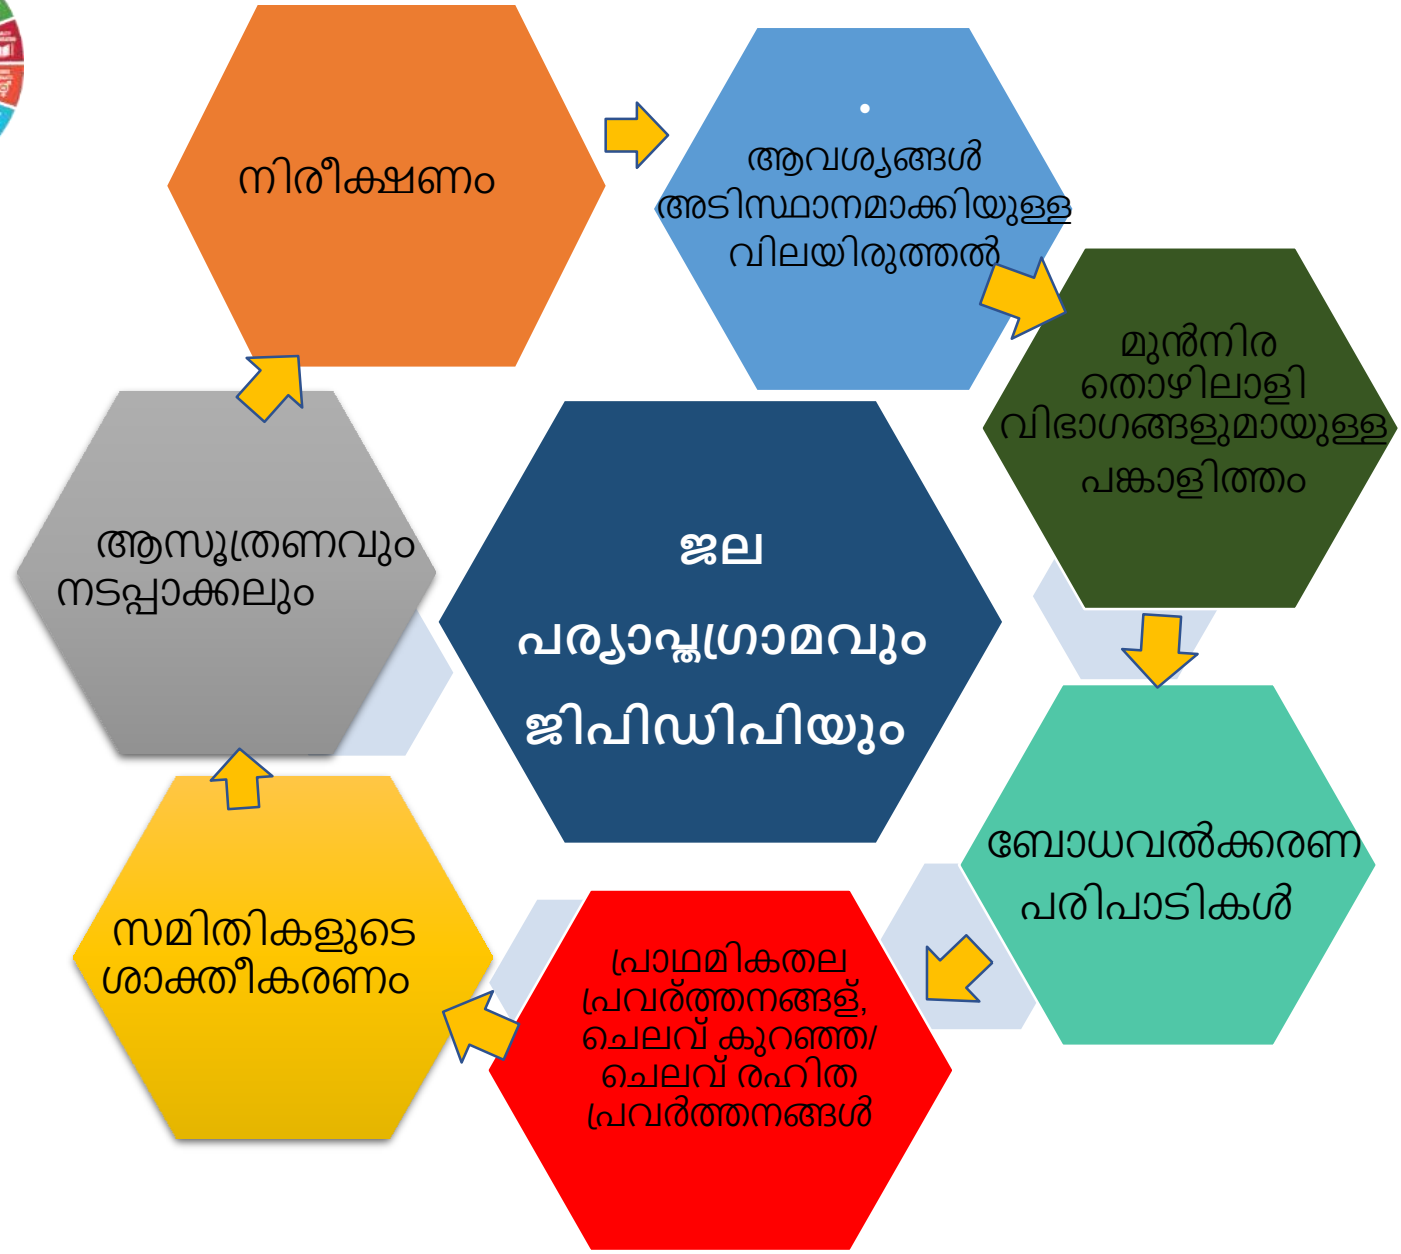 നിരീക്ഷണം
ആവശ്യങ്ങൾ
അടിസ്ഥാനമാക്കിയുള്ള
വിലയിരുത്തൽ
മുൻനിര
തൊഴിലാളി
വിഭാഗങ്ങളുമായുള്ള
പങ്കാളിത്തം
ബോധവൽക്കരണ
പരിപാടികൾ
പ്രാഥമികതല
പ്രവര്ത്തനങ്ങള്,
ചെലവ് കുറഞ്ഞ/
ചെലവ് രഹിത
പ്രവർത്തനങ്ങൾ
സമിതികളുടെ
ശാക്തീകരണം
ആസൂത്രണവും
നടപ്പാക്കലും
ജല
പര്യാപ്തഗ്രാമവും
ജിപിഡിപിയും